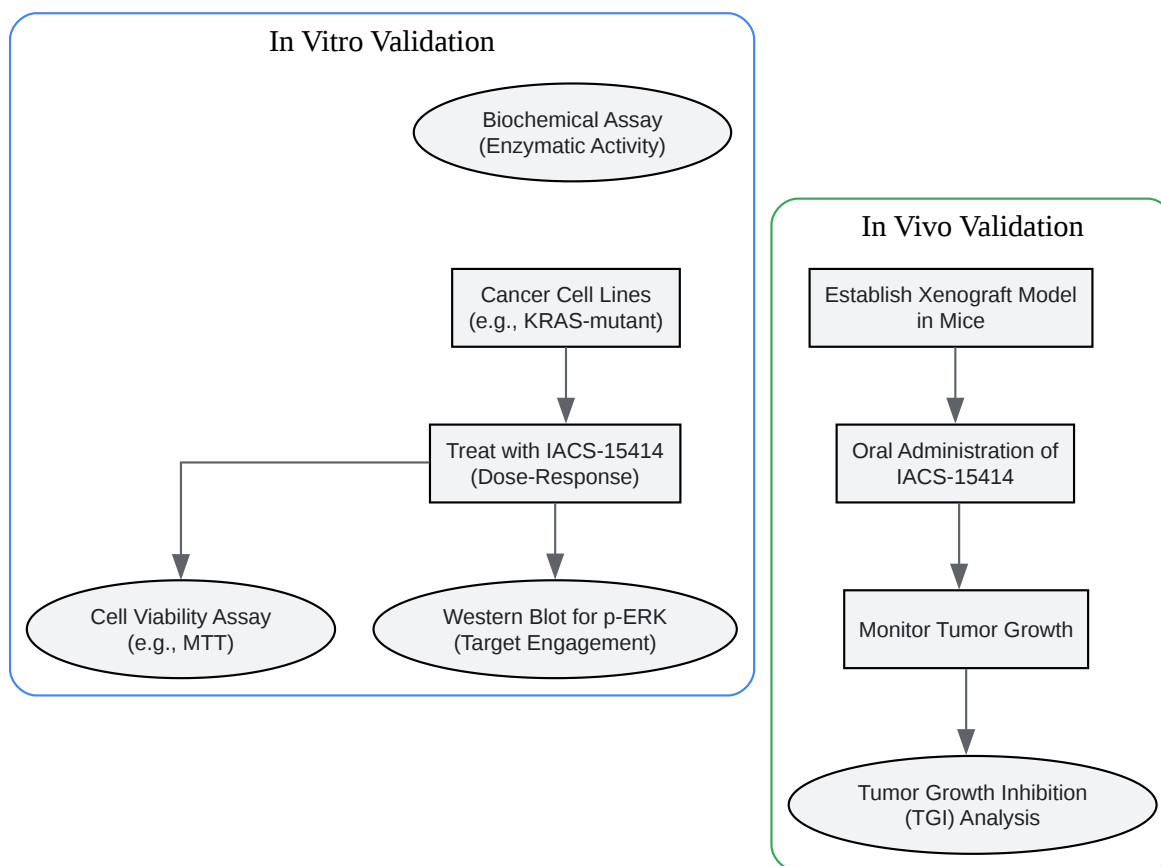 In Vitro Validation
Biochemical Assay
(Enzymatic Activity)
Cancer Cell Lines
(e.g., KRAS-mutant)
Treat with IACS-15414
(Dose-Response)
Cell Viability Assay
(e.g., MTT)
Western Blot for p-ERK
(Target Engagement)
In Vivo Validation
Establish Xenograft Model
in Mice
Oral Administration of
IACS-15414
Monitor Tumor Growth
Tumor Growth Inhibition
(TGI) Analysis